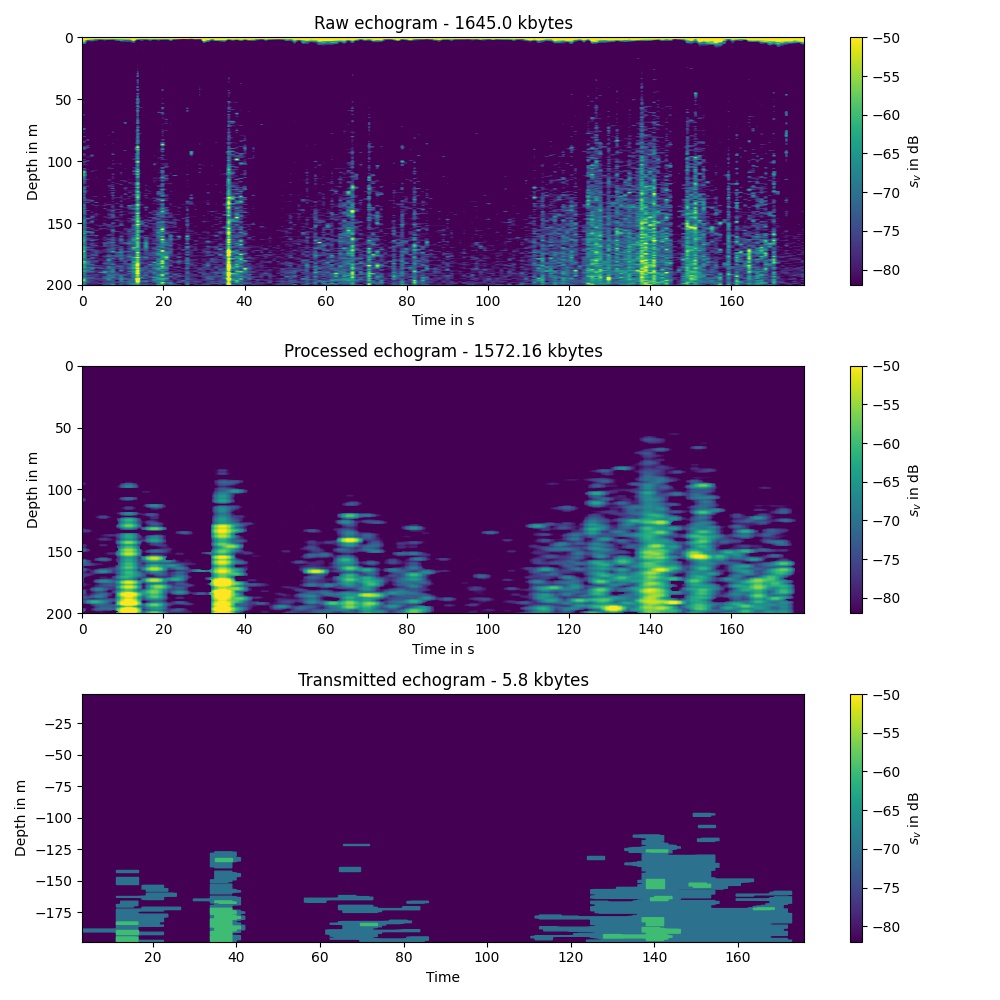 Raw echogram - 1645.0 kbytes
0
50
100
150
200
Depth in m
0 20 40 60 80 100 120 140 160
Time in s
−50
−55
−60
−65
−70
−75
−80
sv in dB
Processed echogram - 1572.16 kbytes
0
50
100
150
200
Depth in m
0 20 40 60 80 100 120 140 160
Time in s
−50
−55
−60
−65
−70
−75
−80
sv in dB
Transmitted echogram - 5.8 kbytes
−25
−50
−75
−100
−125
−150
−175
Depth in m
20 40 60 80 100 120 140 160
Time
−50
−55
−60
−65
−70
−75
−80
sv in dB